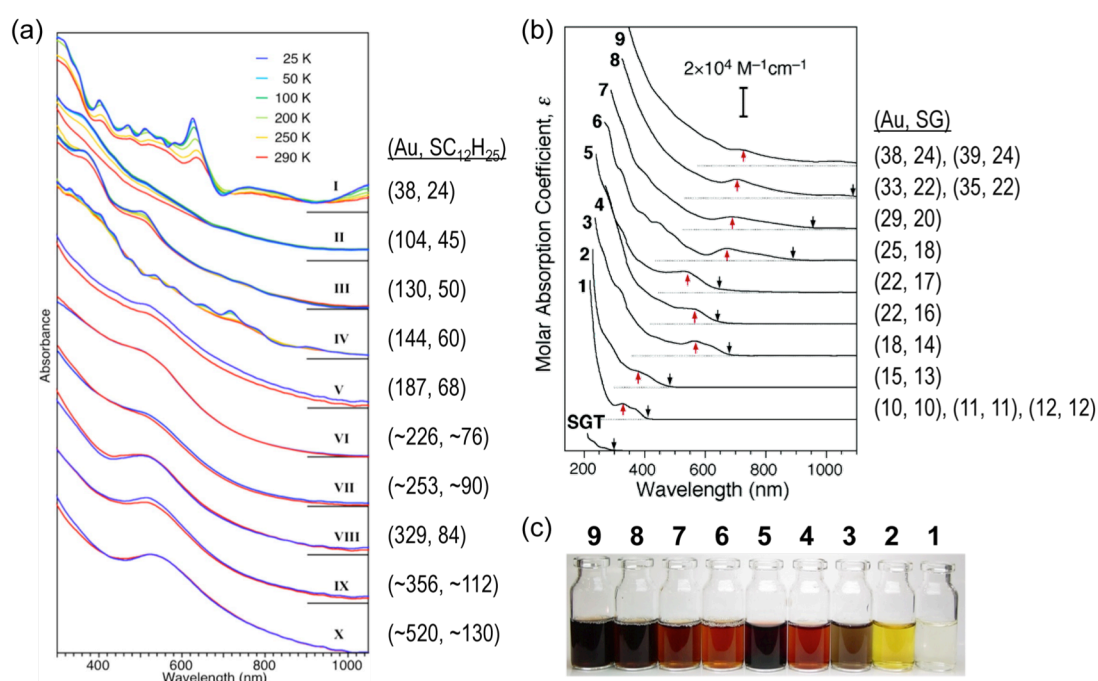 (a)
25 K
50 K
100 K
200 K
250 K
290 K
I
II
III
IV
V
VI
VII
VIII
IX
X
Absorbance
400 600 800 1000
Wavelength (nm)
(Au, SC₁₂H₂₅)
(38, 24)
(104, 45)
(130, 50)
(144, 60)
(187, 68)
(~226, ~76)
(~253, ~90)
(329, 84)
(~356, ~112)
(~520, ~130)
(b)
9
8
7
6
5
4
3
2
1
SGT
2×10⁴ M⁻¹cm⁻¹
Molar Absorption Coefficient, ε
200 400 600 800 1000
Wavelength (nm)
(Au, SG)
(38, 24), (39, 24)
(33, 22), (35, 22)
(29, 20)
(25, 18)
(22, 17)
(22, 16)
(18, 14)
(15, 13)
(10, 10), (11, 11), (12, 12)
(c)
9 8 7 6 5 4 3 2 1